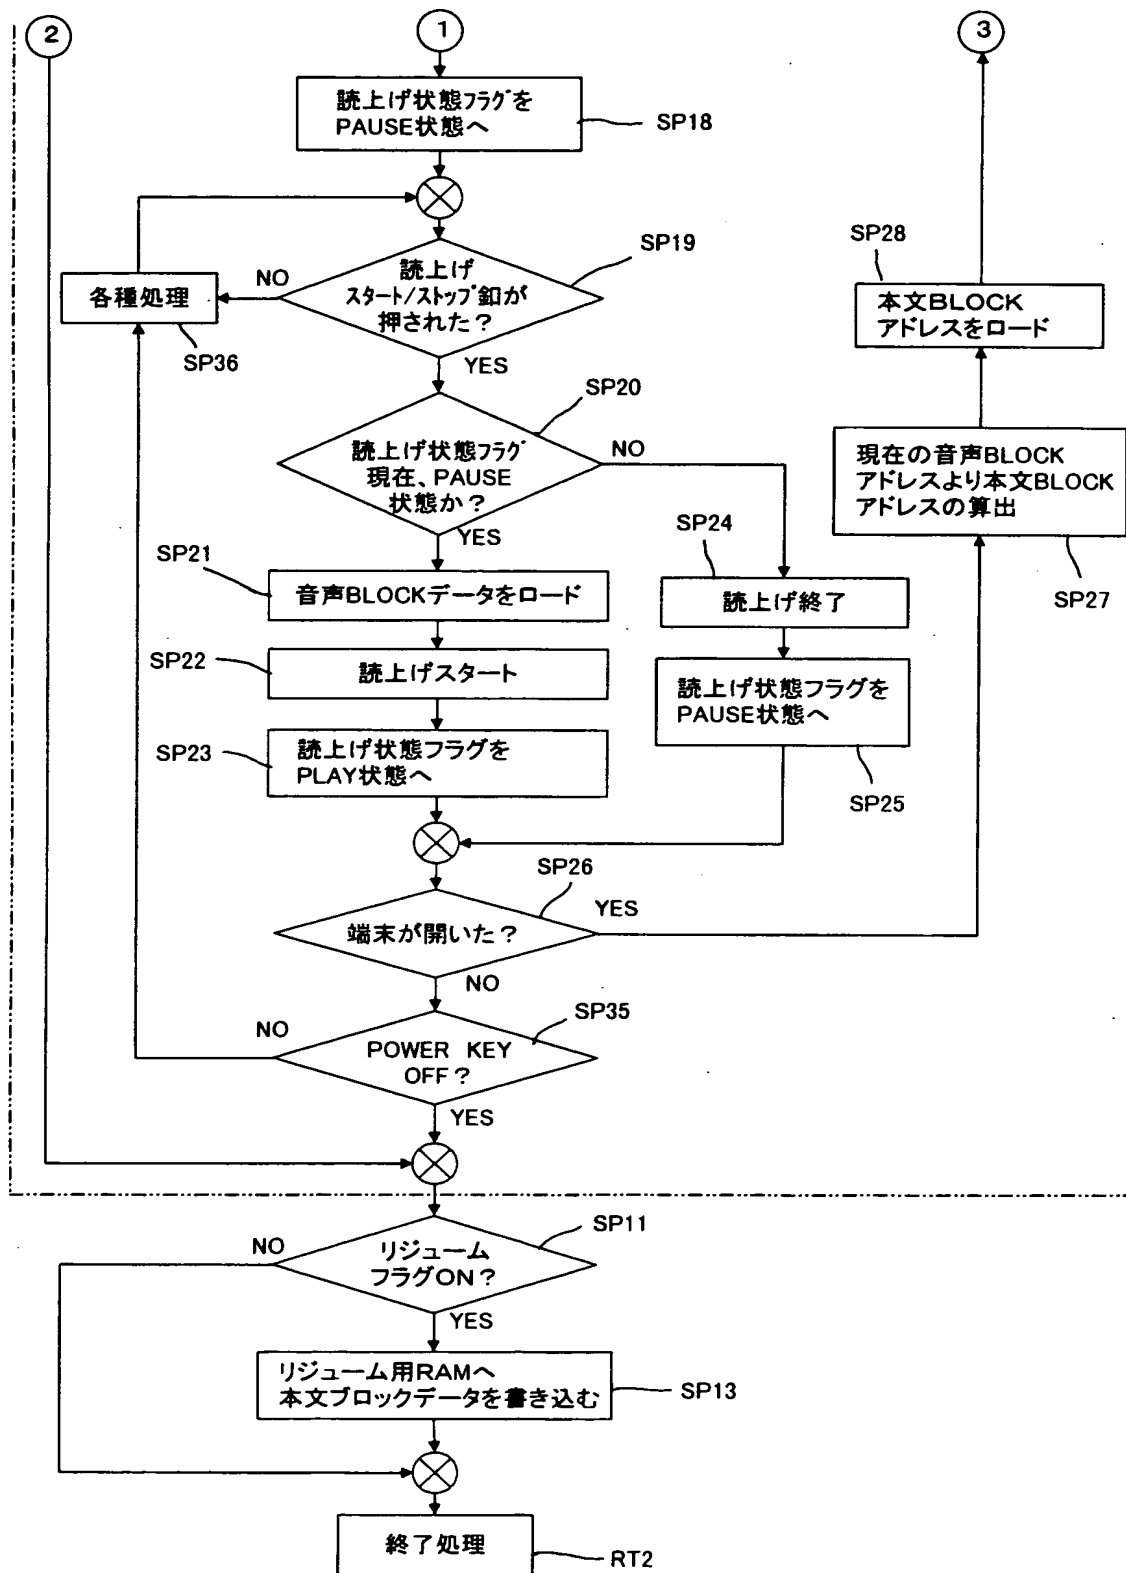 2
1
3
読上げ状態フラグを
PAUSE状態へ
SP18
SP19
読上げ
スタート/ストップ釦が
押された？
NO
YES
各種処理
SP36
SP28
本文BLOCK
アドレスをロード
SP20
読上げ状態フラグ
現在、PAUSE
状態か？
NO
YES
現在の音声BLOCK
アドレスより本文BLOCK
アドレスの算出
SP27
SP21
音声BLOCKデータをロード
SP24
読上げ終了
SP22
読上げスタート
SP23
読上げ状態フラグを
PLAY状態へ
読上げ状態フラグを
PAUSE状態へ
SP25
SP26
端末が開いた？
YES
NO
SP35
POWER KEY
OFF？
NO
YES
SP11
リジューム
フラグON？
NO
YES
リジューム用RAMへ
本文ブロックデータを書き込む
SP13
終了処理
RT2